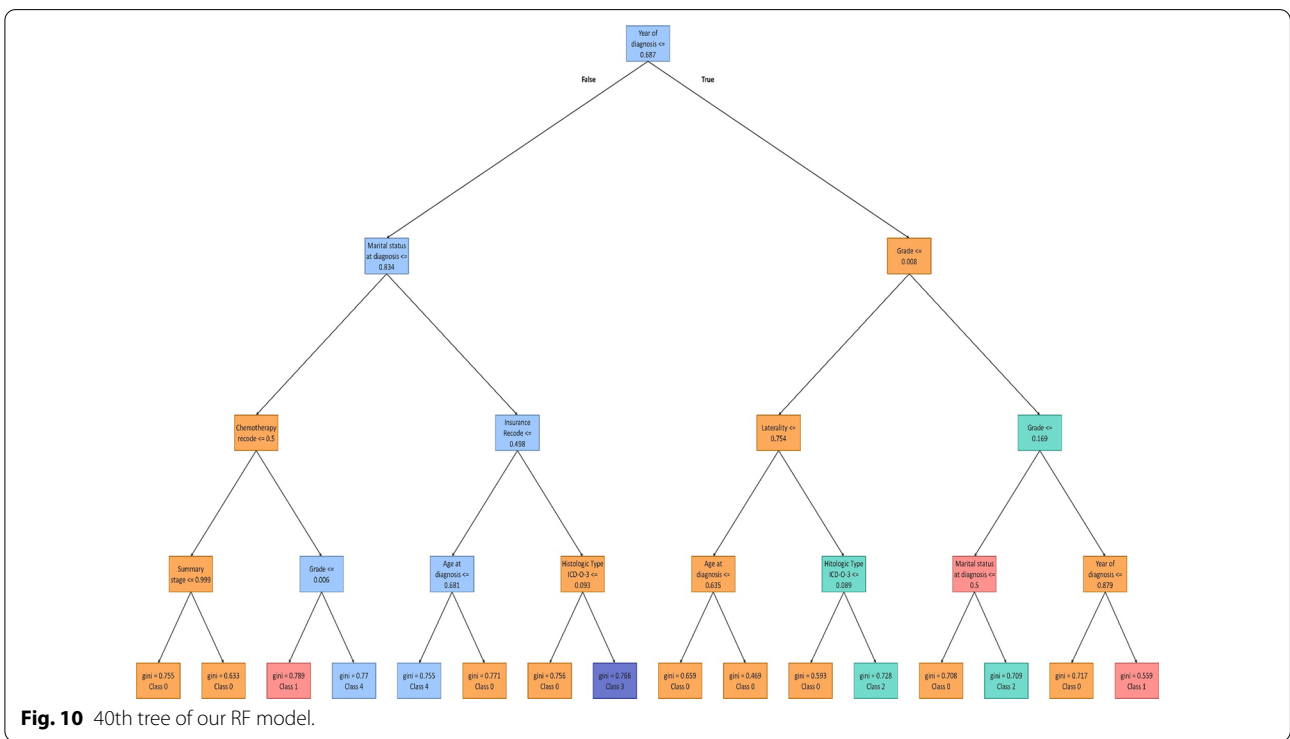 Year of
diagnosis <=
0.687
False
True
Marital status
at diagnosis <=
0.834
Grade <=
0.008
Chemotherapy
recode <= 0.5
Insurance
Recode <=
0.498
Laterality <=
0.754
Grade <=
0.169
Summary
stage <= 0.999
Grade <=
0.006
Age at
diagnosis <=
0.681
Histologic Type
ICD-O-3 <=
0.093
Age at
diagnosis <=
0.635
Hitologic Type
ICD-O-3 <=
0.089
Marital status
at diagnosis <=
0.5
Year of
diagnosis <=
0.879
gini = 0.755
Class 0
gini = 0.633
Class 0
gini = 0.789
Class 1
gini = 0.77
Class 4
gini = 0.755
Class 4
gini = 0.771
Class 0
gini = 0.756
Class 0
gini = 0.766
Class 3
gini = 0.659
Class 0
gini = 0.469
Class 0
gini = 0.593
Class 0
gini = 0.728
Class 2
gini = 0.708
Class 0
gini = 0.709
Class 2
gini = 0.717
Class 0
gini = 0.559
Class 1
Fig. 10 40th tree of our RF model.